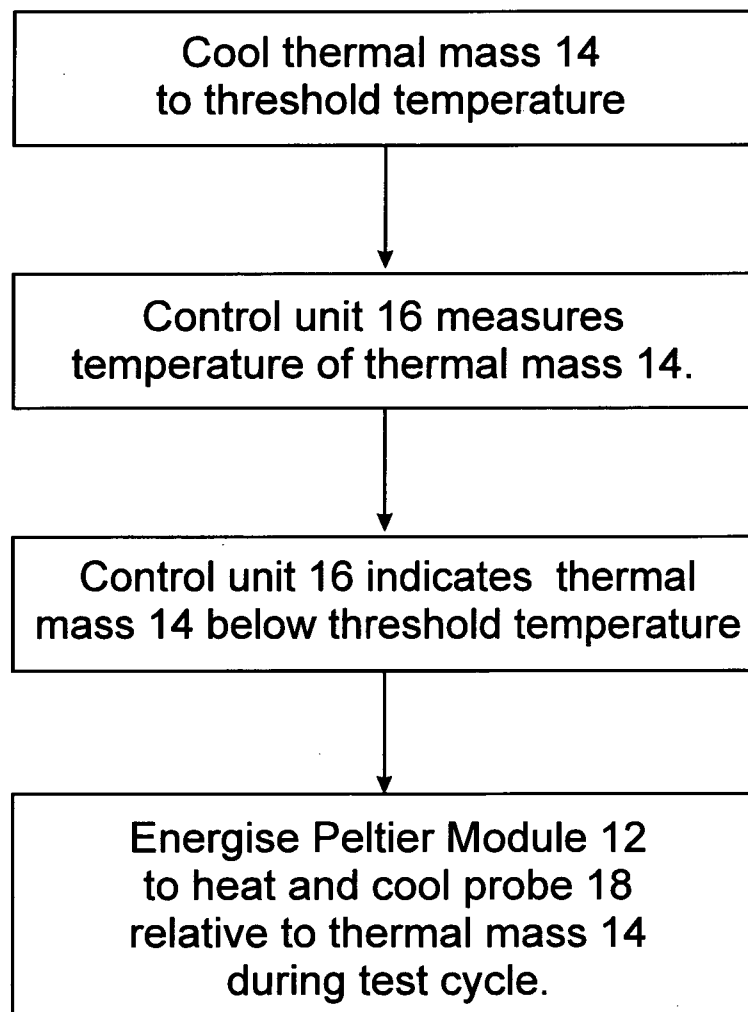 Cool thermal mass 14
to threshold temperature
Control unit 16 measures
temperature of thermal mass 14.
Control unit 16 indicates thermal
mass 14 below threshold temperature
Energise Peltier Module 12
to heat and cool probe 18
relative to thermal mass 14
during test cycle.